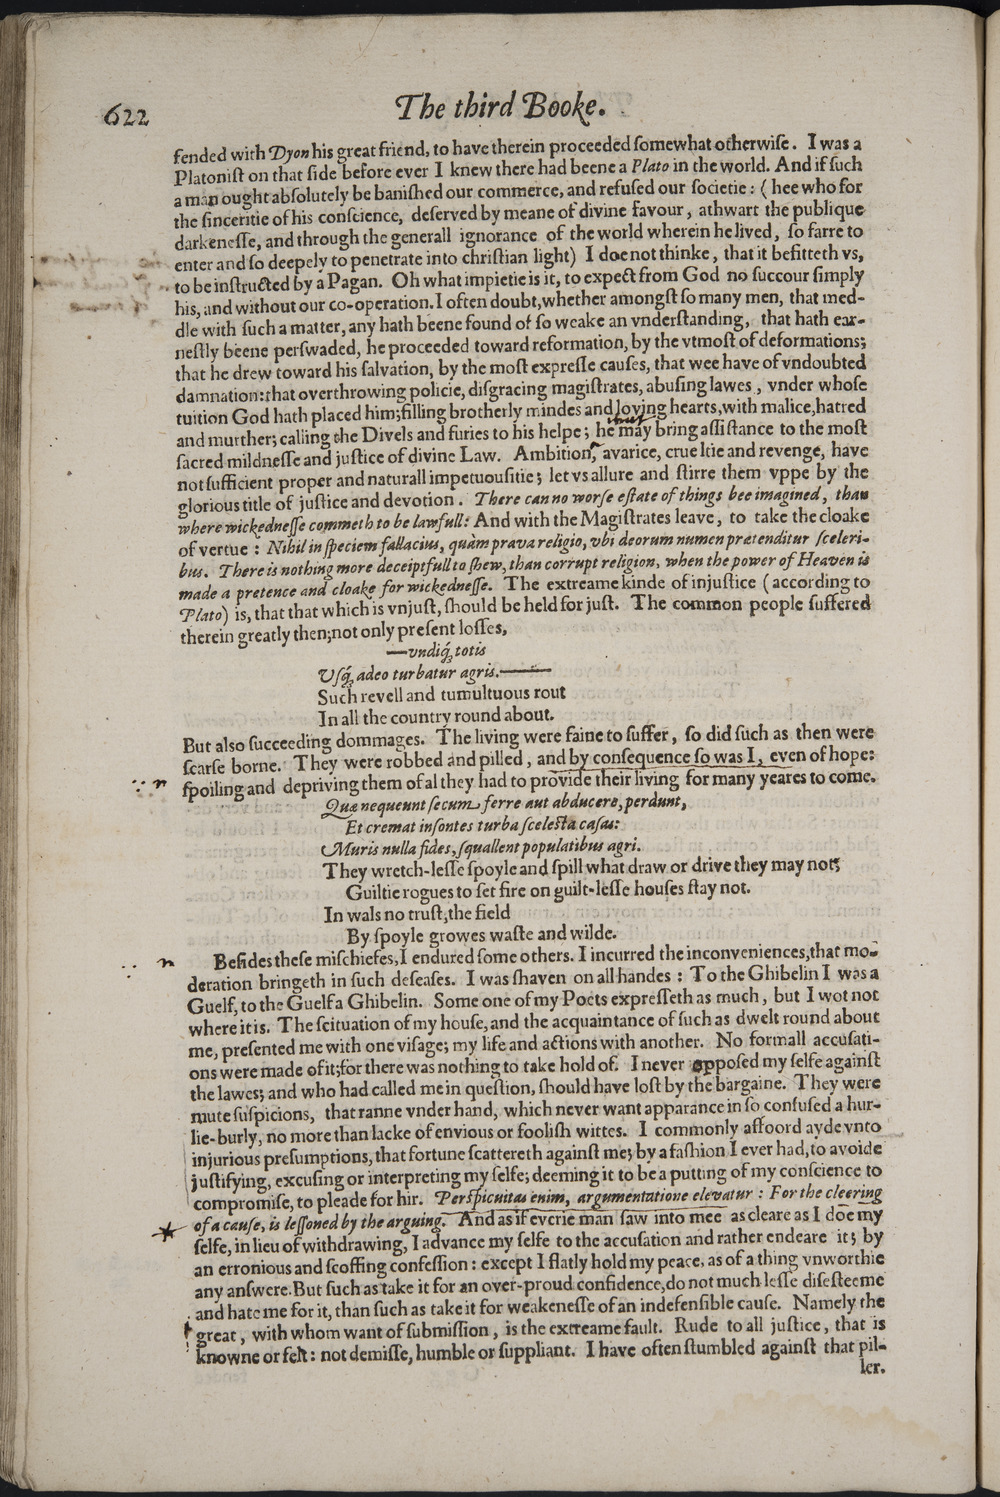 622
The third Booke.
fended with Dyon his great friend, to have therein proceeded ſomewhat otherwiſe. I was a
Platoniſt on that ſide before ever I knew there had beene a Plato in the world. And if ſuch
a man ought abſolutely be baniſhed our commerce, and refuſed our ſocietie: (hee who for
the ſinceritie of his conſcience, deſerved by meane of divine favour, athwart the publique
darkeneſſe, and through the generall ignorance of the world wherein he lived, ſo farre to
enter and ſo deepely to penetrate into chriſtian light) I doe not thinke, that it befitteth vs,
to be inſtructed by a Pagan. Oh what impietie is it, to expect from God no ſuccour ſimply
his, and without our co-operation. I often doubt, whether amongſt ſo many men, that med-
dle with ſuch a matter, any hath beene found of ſo weake an vnderſtanding, that hath ear-
neſtly beene perſwaded, he proceeded toward reformation, by the vtmoſt of deformations;
that he drew toward his ſalvation, by the moſt expreſſe cauſes, that wee have of vndoubted
damnation: that overthrowing policie, diſgracing magiſtrates, abuſing lawes, vnder whoſe
tuition God hath placed him; filling brotherly mindes and loving hearts, with malice, hatred
and murther; calling the Divels and furies to his helpe; he may bring aſſiſtance to the moſt
ſacred mildneſſe and juſtice of divine Law. Ambition, avarice, crueltie and revenge, have
not ſufficient proper and naturall impetuouſitie; let vs allure and ſtirre them vppe by the
glorious title of juſtice and devotion. There can no worſe eſtate of things bee imagined, than
where wickedneſſe commeth to be lawfull: And with the Magiſtrates leave, to take the cloake
of vertue: Nihil in ſpeciem fallacius, quàm prava religio, vbi deorum numen prætenditur ſceleri-
bus. There is nothing more deceiptfull to ſhew, than corrupt religion, when the power of Heaven is
made a pretence and cloake for wickedneſſe. The extreame kinde of injuſtice (according to
Plato) is, that that which is vnjuſt, ſhould be held for juſt. The common people ſuffered
therein greatly then; not only preſent loſſes,
—vndiq́; totis
Uſq́; adeo turbatur agris.—
Such revell and tumultuous rout
In all the country round about.
But alſo ſucceeding dommages. The living were faine to ſuffer, ſo did ſuch as then were
ſcarſe borne. They were robbed and pilled, and by conſequence ſo was I, even of hope:
ſpoiling and depriving them of al they had to provide their living for many yeares to come.
Quæ nequeunt ſecum ferre aut abducere, perdunt,
Et cremat inſontes turba ſceleſta caſas:
Muris nulla fides, ſquallent populatibus agri.
They wretch-leſſe ſpoyle and ſpill what draw or drive they may not;
Guiltie rogues to ſet fire on guilt-leſſe houſes ſtay not.
In wals no truſt, the field
By ſpoyle growes waſte and wilde.
Beſides theſe miſchiefes, I endured ſome others. I incurred the inconveniences, that mo-
deration bringeth in ſuch deſeaſes. I was ſhaven on all handes: To the Ghibelin I was a
Guelf, to the Guelf a Ghibelin. Some one of my Poets expreſſeth as much, but I wot not
where it is. The ſcituation of my houſe, and the acquaintance of ſuch as dwelt round about
me, preſented me with one viſage; my life and actions with another. No formall accuſati-
ons were made of it; for there was nothing to take hold of. I never oppoſed my ſelfe againſt
the lawes; and who had called me in queſtion, ſhould have loſt by the bargaine. They were
mute ſuſpicions, that ranne vnder hand, which never want apparance in ſo confuſed a hur-
lie-burly, no more than lacke of envious or fooliſh wittes. I commonly affoord ayde vnto
injurious preſumptions, that fortune ſcattereth againſt me; by a faſhion I ever had, to avoide
juſtifying, excuſing or interpreting my ſelfe; deeming it to be a putting of my conſcience to
compromiſe, to pleade for hir. Perſpicuitas enim, argumentatione elevatur: For the cleering
of a cauſe, is leſſoned by the arguing. And as if everie man ſaw into mee as cleare as I doe my
ſelfe, in lieu of withdrawing, I advance my ſelfe to the accuſation and rather endeare it; by
an erronious and ſcoffing confeſſion: except I flatly hold my peace, as of a thing vnworthie
any anſwere. But ſuch as take it for an over-proud confidence, do not much leſſe diſeſteeme
and hate me for it, than ſuch as take it for weakeneſſe of an indefenſible cauſe. Namely the
great, with whom want of ſubmiſſion, is the extreame fault. Rude to all juſtice, that is
knowne or felt: not demiſſe, humble or ſuppliant. I have often ſtumbled againſt that pil-
ler.